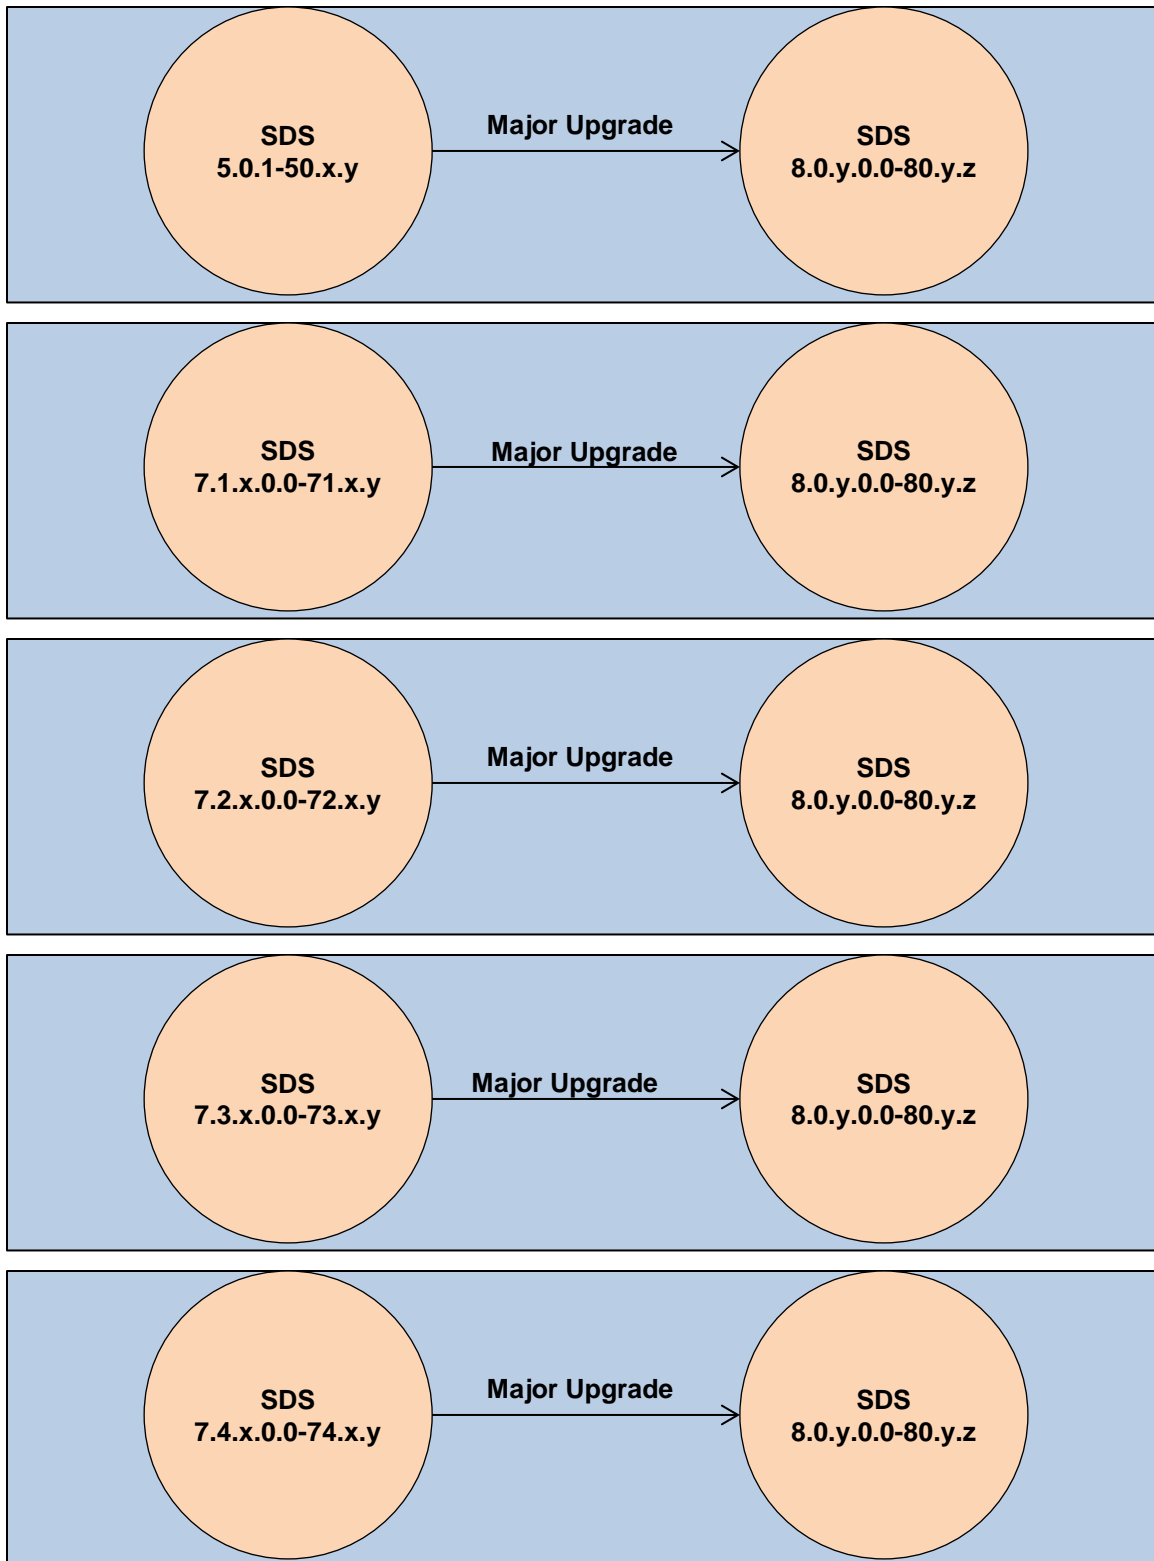 SDS
5.0.1-50.x.y
Major Upgrade
SDS
8.0.y.0.0-80.y.z
SDS
7.1.x.0.0-71.x.y
Major Upgrade
SDS
8.0.y.0.0-80.y.z
SDS
7.2.x.0.0-72.x.y
Major Upgrade
SDS
8.0.y.0.0-80.y.z
SDS
7.3.x.0.0-73.x.y
Major Upgrade
SDS
8.0.y.0.0-80.y.z
SDS
7.4.x.0.0-74.x.y
Major Upgrade
SDS
8.0.y.0.0-80.y.z